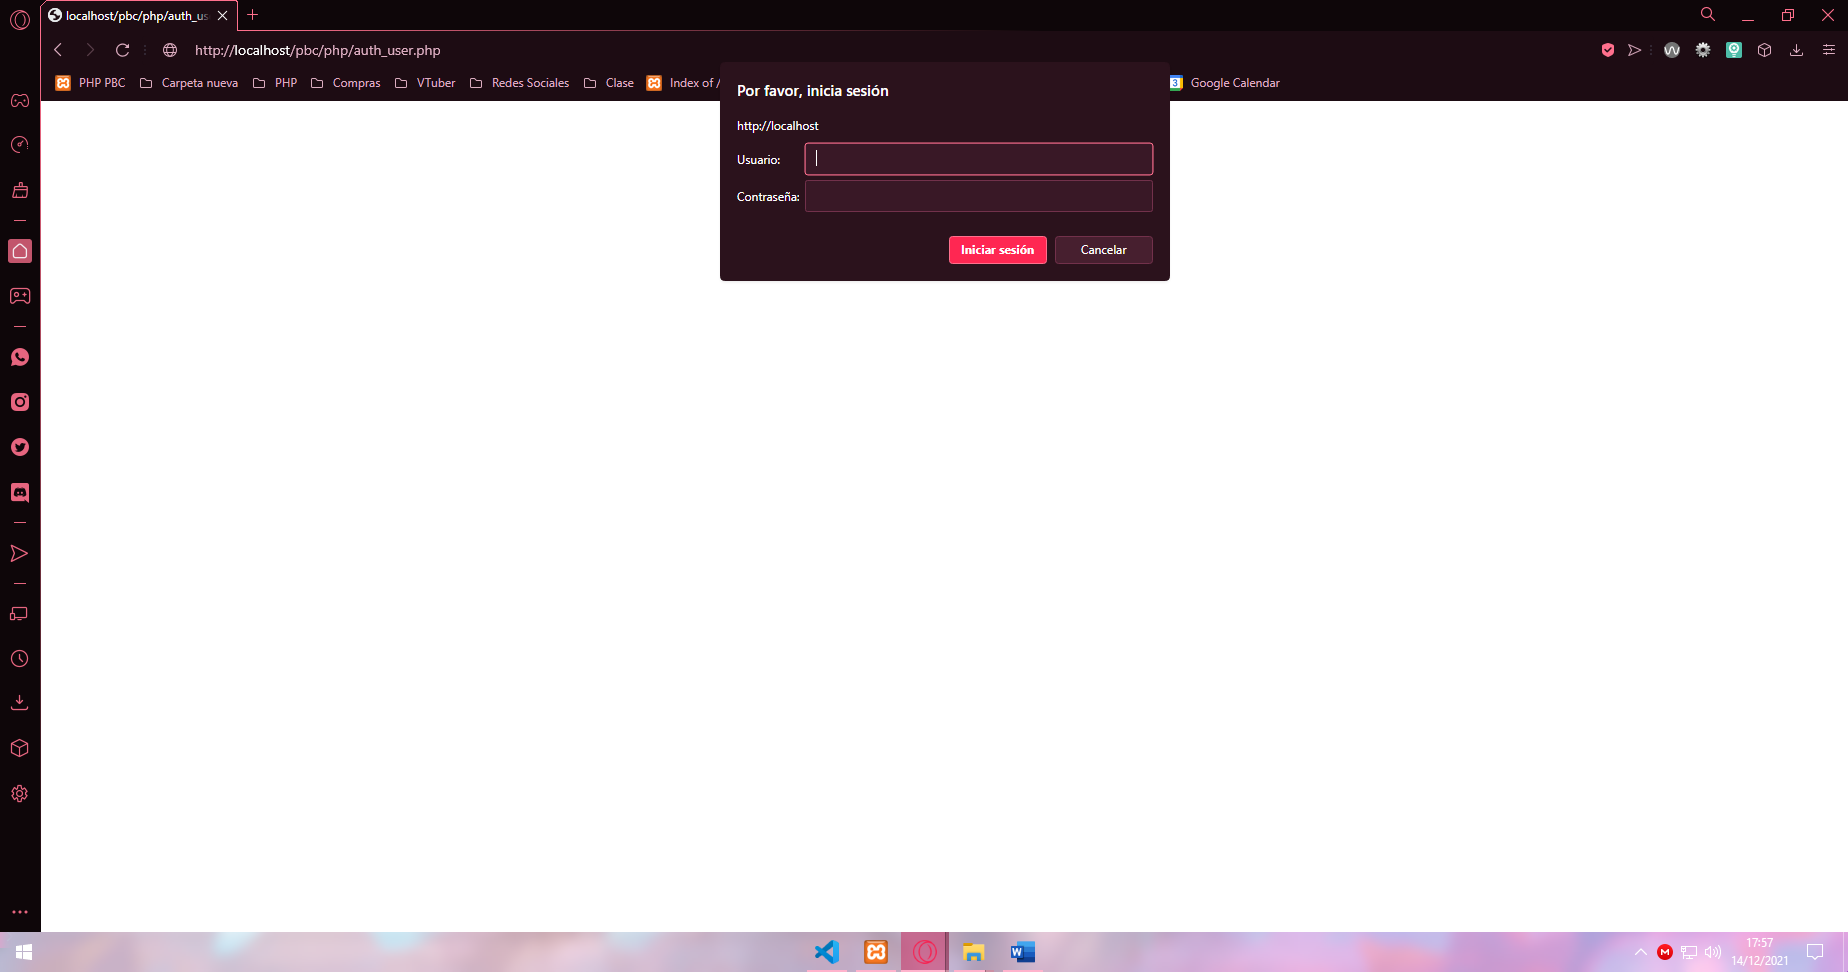 localhost/pbc/php/auth_us
http://localhost/pbc/php/auth_user.php
PHP PBC Carpeta nueva PHP Compras VTuber Redes Sociales Clase Index of / 3 Google Calendar
Por favor, inicia sesión
http://localhost
Usuario:
Contraseña:
Iniciar sesión Cancelar
17:57
14/12/2021